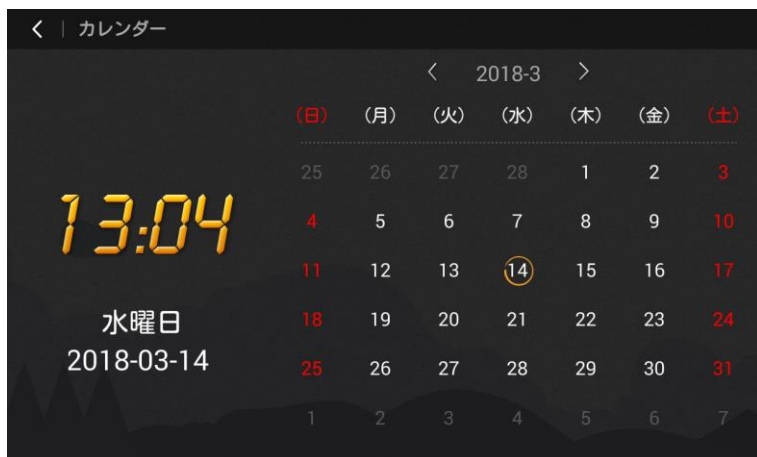 < | カレンダー
< 2018-3 >
(日) (月) (火) (水) (木) (金) (土)
25 26 27 28 1 2 3
4 5 6 7 8 9 10
11 12 13 14 15 16 17
18 19 20 21 22 23 24
25 26 27 28 29 30 31
1 2 3 4 5 6 7
13:04
水曜日
2018-03-14